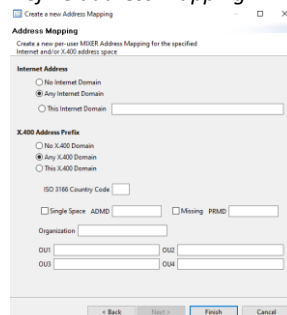 Create a new Address Mapping
Address Mapping
Create a new per-user MIXER Address Mapping for the specified
Internet and/or X.400 address space
Internet Address
No Internet Domain
Any Internet Domain
This Internet Domain
X.400 Address Prefix
No X.400 Domain
Any X.400 Domain
This X.400 Domain
ISO 3166 Country Code
Single Space ADMD Missing PRMD
Organization
OU1 OU2
OU3 OU4
< Back Next > Finish Cancel